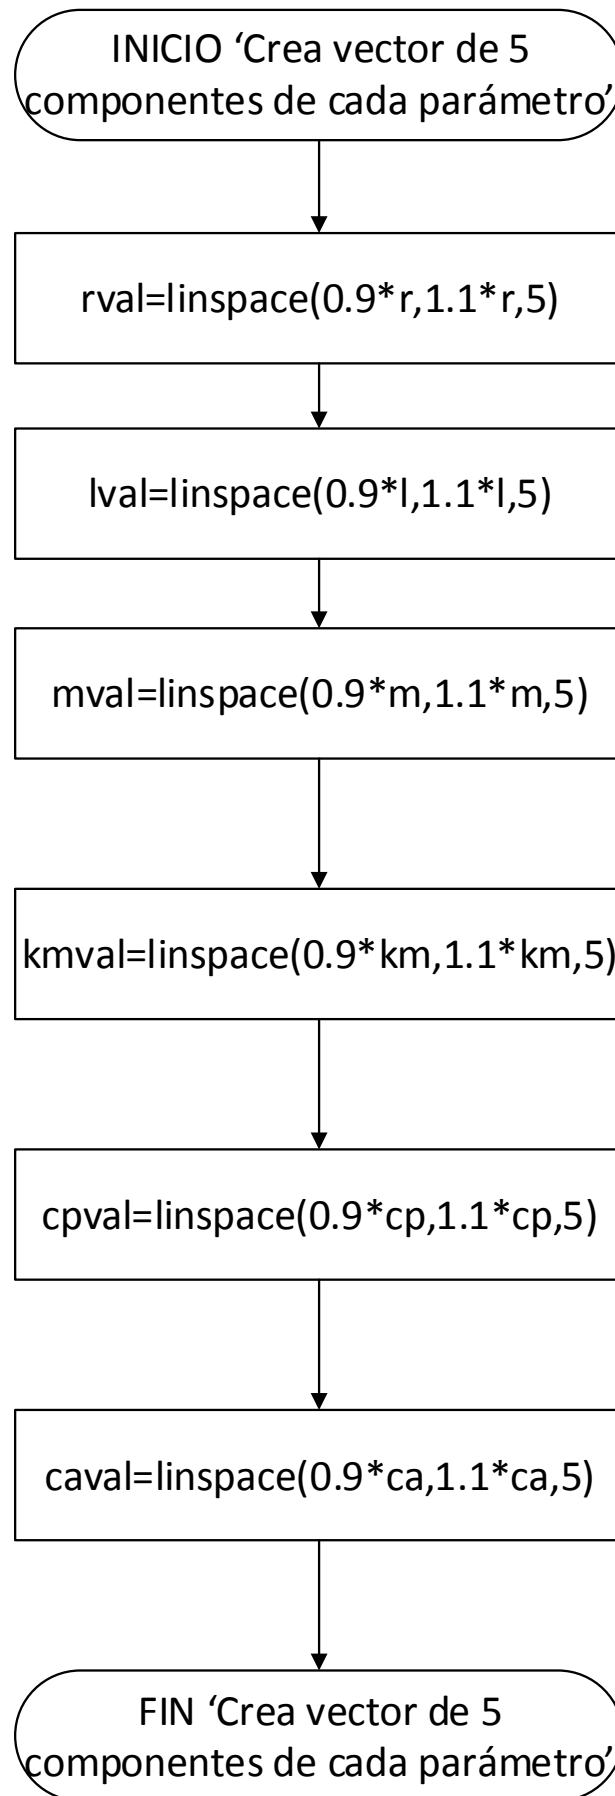 INICIO ‘Crea vector de 5
componentes de cada parámetro’
rval=linspace(0.9*r,1.1*r,5)
lval=linspace(0.9*l,1.1*l,5)
mval=linspace(0.9*m,1.1*m,5)
kmval=linspace(0.9*km,1.1*km,5)
cpval=linspace(0.9*cp,1.1*cp,5)
caval=linspace(0.9*ca,1.1*ca,5)
FIN ‘Crea vector de 5
componentes de cada parámetro’